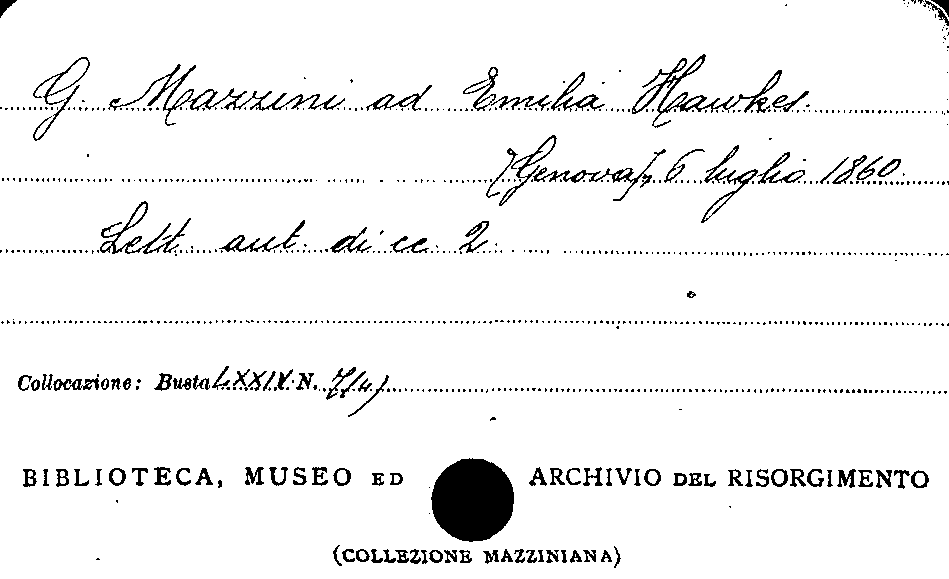 G. Mazzini ad Emilia Hawkes.
[Genova], 6 luglio 1860.
Lett. aut. di cc. 2.
Collocazione: Busta LXXIV N. 7(4)
BIBLIOTECA, MUSEO ED ARCHIVIO DEL RISORGIMENTO
(COLLEZIONE MAZZINIANA)